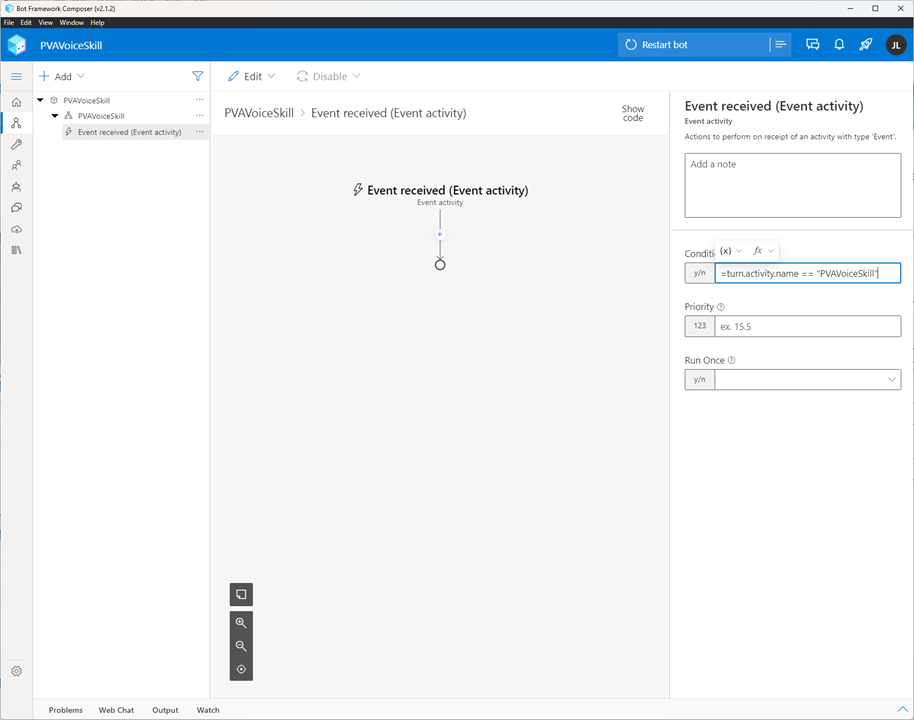 Bot Framework Composer (v2.1.2)
File Edit View Window Help
PVAVoiceSkill
Restart bot
JL
Add
Edit
Disable
PVAVoiceSkill
PVAVoiceSkill
Event received (Event activity)
PVAVoiceSkill > Event received (Event activity)
Show
code
Event received (Event activity)
Event activity
Event received (Event activity)
Event activity
Actions to perform on receipt of an activity with type 'Event'.
Add a note
Conditi
{x} fx
y/n =turn.activity.name == "PVAVoiceSkill"
Priority
123 ex. 15.5
Run Once
y/n
Problems Web Chat Output Watch